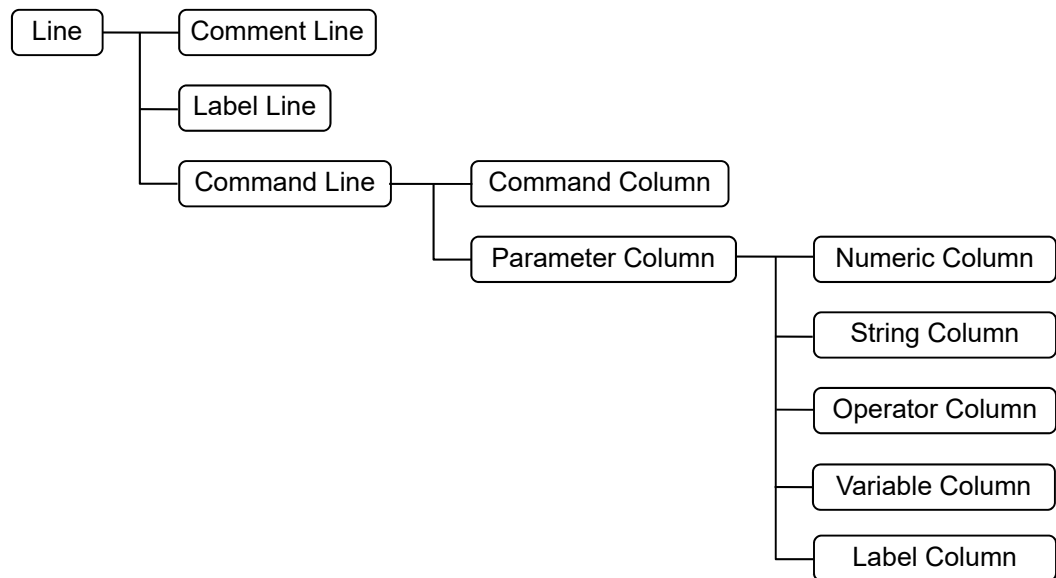 Line
Comment Line
Label Line
Command Line
Command Column
Parameter Column
Numeric Column
String Column
Operator Column
Variable Column
Label Column